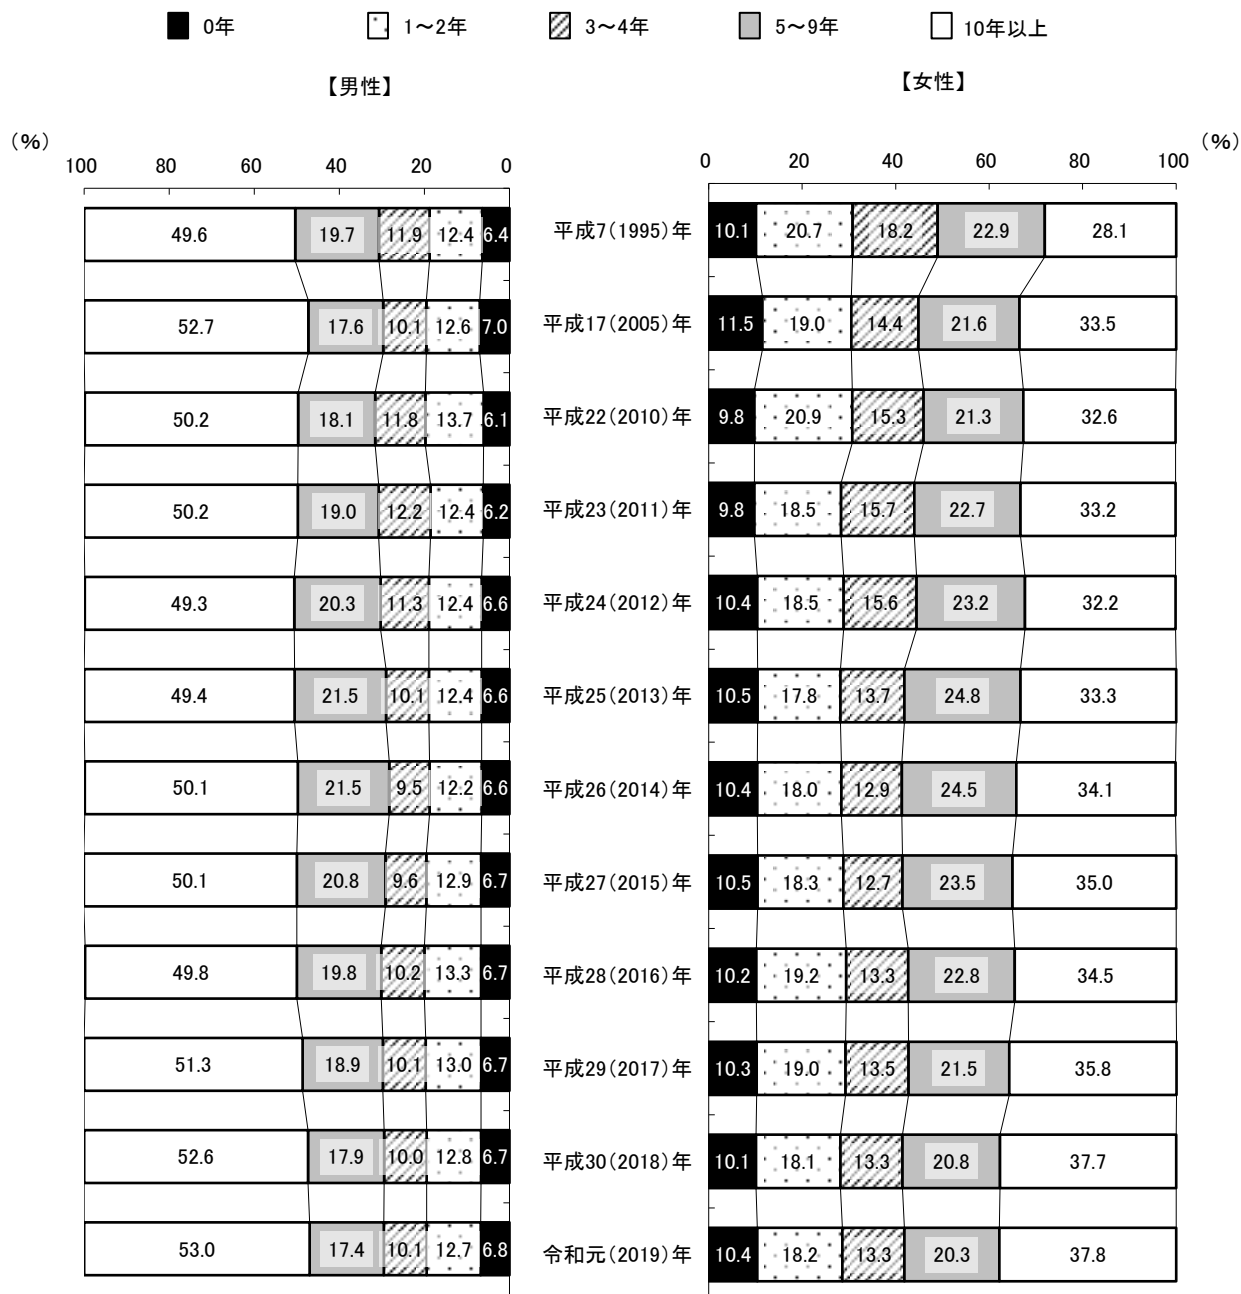 0年 1～2年 3～4年 5～9年 10年以上
【男性】 【女性】
(%) 100 80 60 40 20 0 0 20 40 60 80 100 (%)
49.6 19.7 11.9 12.4 6.4 平成7(1995)年 10.1 20.7 18.2 22.9 28.1
52.7 17.6 10.1 12.6 7.0 平成17(2005)年 11.5 19.0 14.4 21.6 33.5
50.2 18.1 11.8 13.7 6.1 平成22(2010)年 9.8 20.9 15.3 21.3 32.6
50.2 19.0 12.2 12.4 6.2 平成23(2011)年 9.8 18.5 15.7 22.7 33.2
49.3 20.3 11.3 12.4 6.6 平成24(2012)年 10.4 18.5 15.6 23.2 32.2
49.4 21.5 10.1 12.4 6.6 平成25(2013)年 10.5 17.8 13.7 24.8 33.3
50.1 21.5 9.5 12.2 6.6 平成26(2014)年 10.4 18.0 12.9 24.5 34.1
50.1 20.8 9.6 12.9 6.7 平成27(2015)年 10.5 18.3 12.7 23.5 35.0
49.8 19.8 10.2 13.3 6.7 平成28(2016)年 10.2 19.2 13.3 22.8 34.5
51.3 18.9 10.1 13.0 6.7 平成29(2017)年 10.3 19.0 13.5 21.5 35.8
52.6 17.9 10.0 12.8 6.7 平成30(2018)年 10.1 18.1 13.3 20.8 37.7
53.0 17.4 10.1 12.7 6.8 令和元(2019)年 10.4 18.2 13.3 20.3 37.8